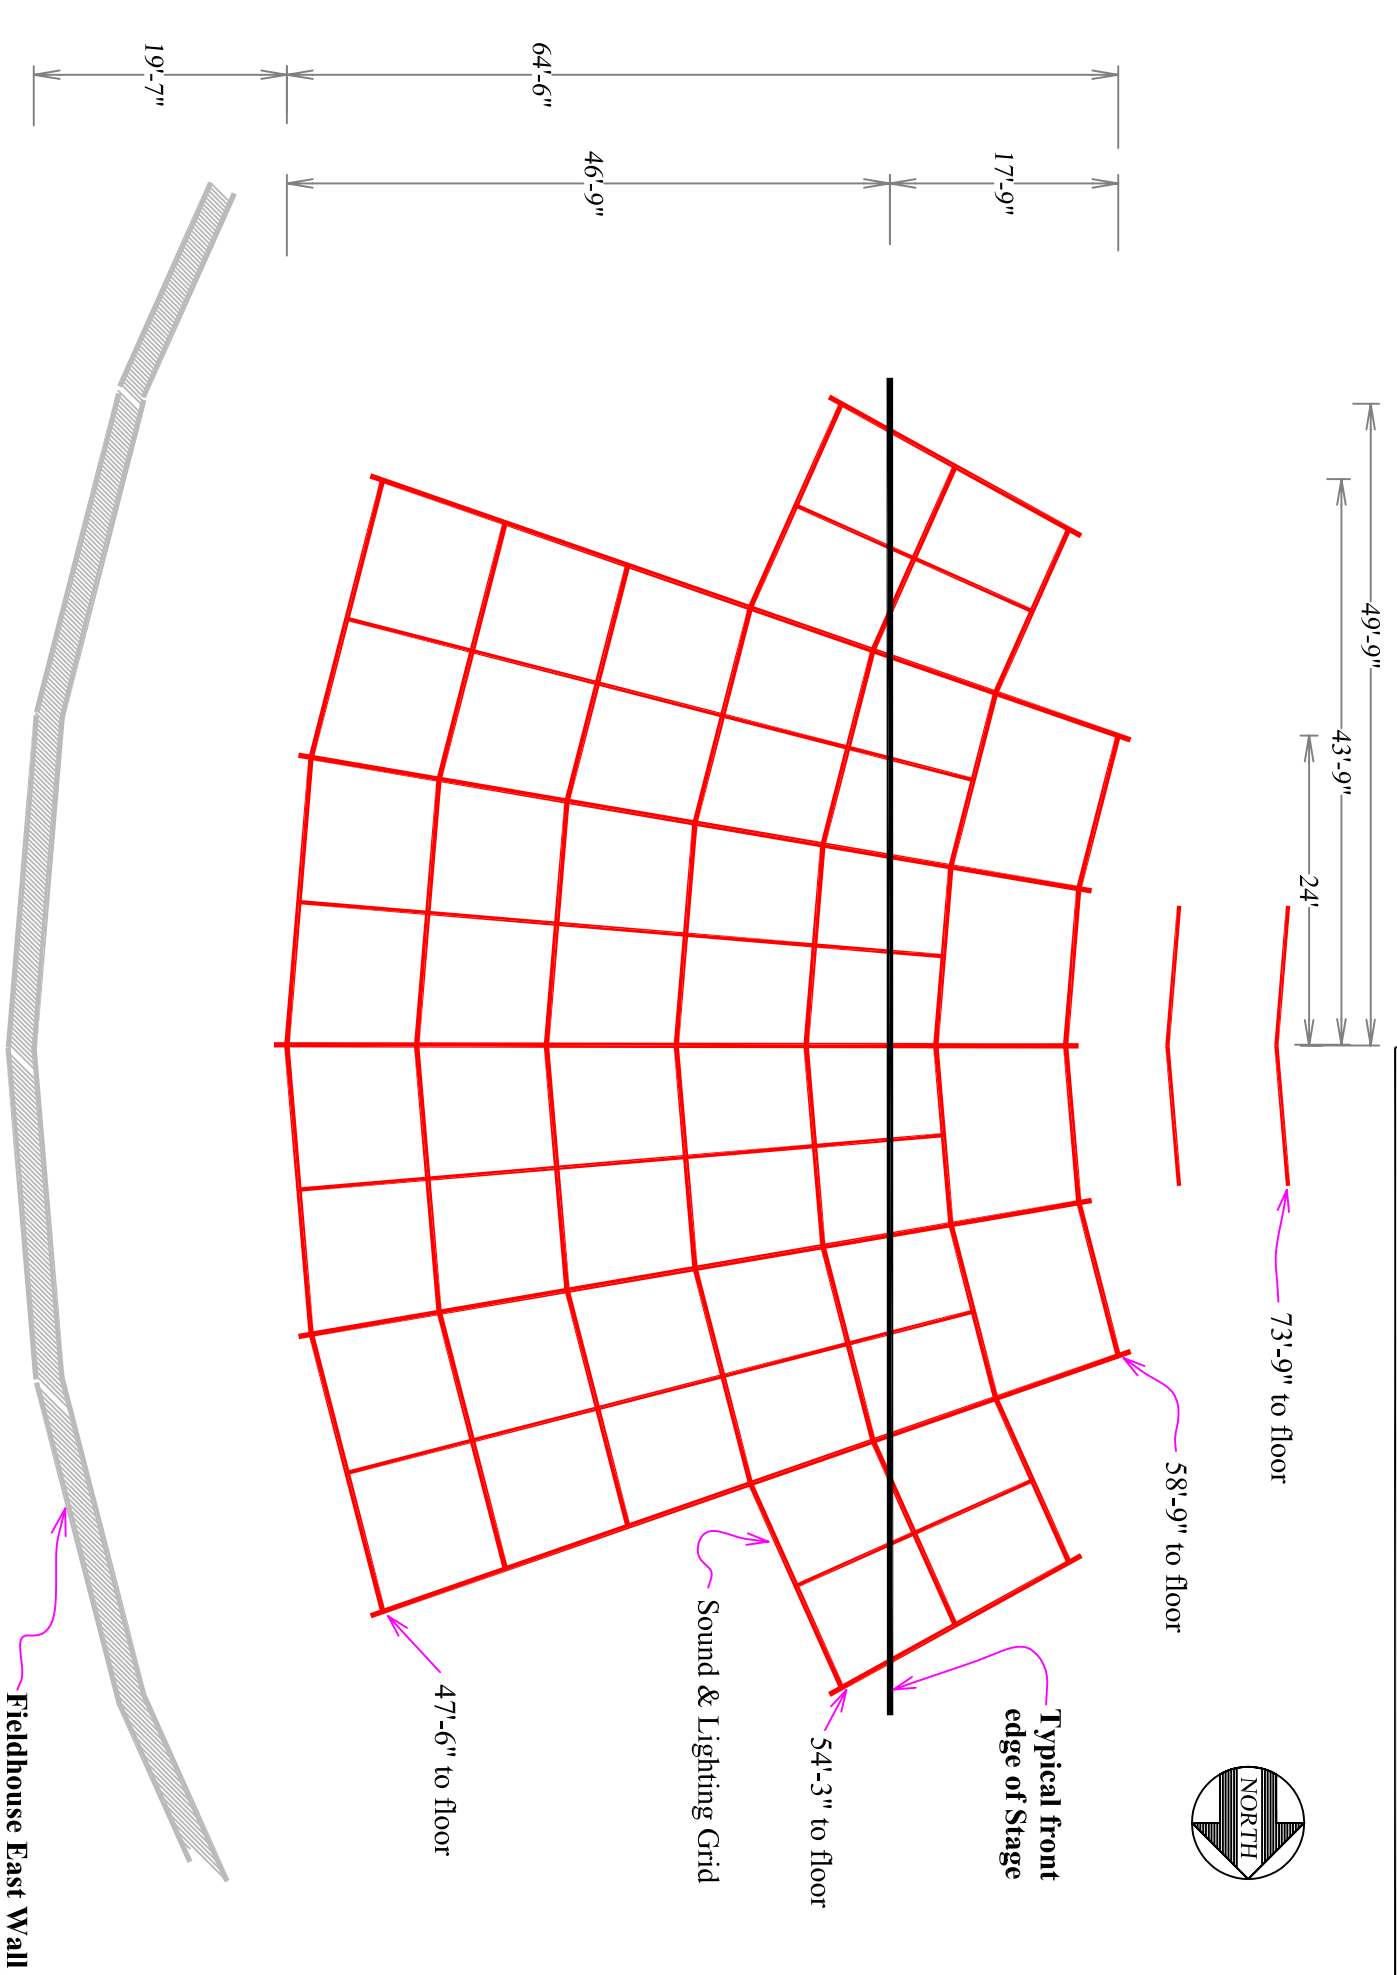 49'-9"
43'-9"
24'
17'-9"
64'-6"
46'-9"
19'-7"
73'-9" to floor
58'-9" to floor
NORTH
Typical front
edge of Stage
54'-3" to floor
Sound & Lighting Grid
47'-6" to floor
Fieldhouse East Wall